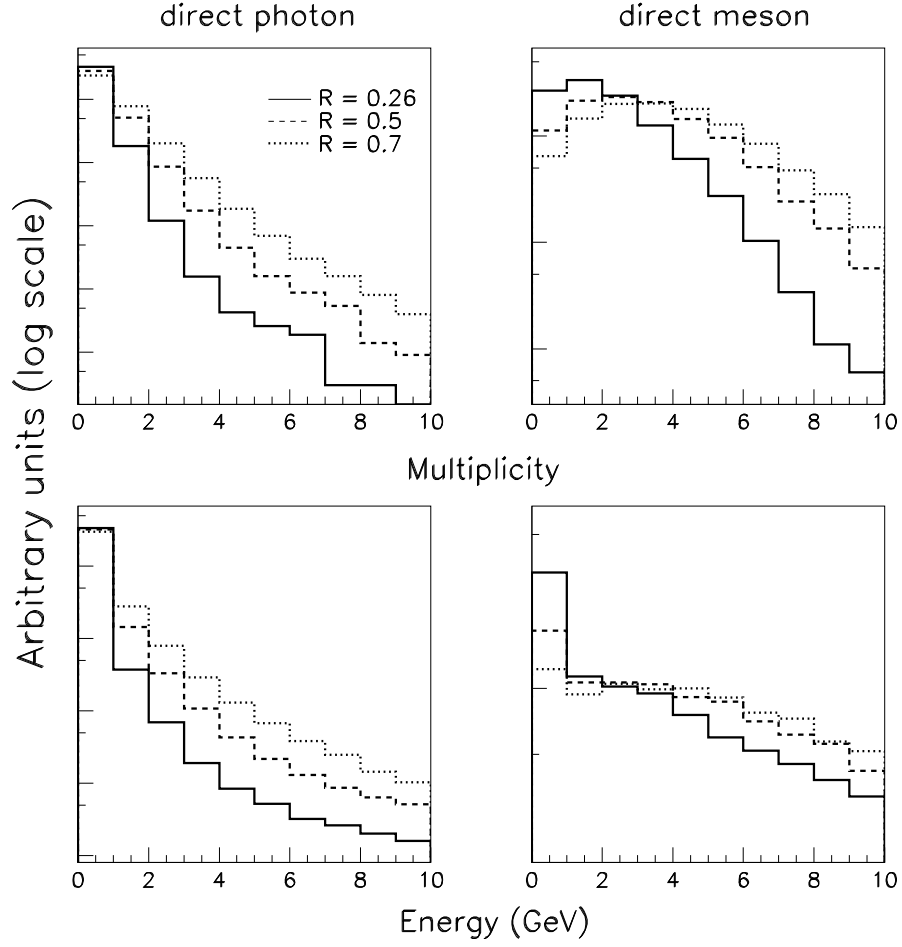 direct photon
direct meson
R = 0.26
R = 0.5
R = 0.7
Arbitrary units (log scale)
0 2 4 6 8 10
0 2 4 6 8 10
Multiplicity
0 2 4 6 8 10
0 2 4 6 8 10
Energy (GeV)